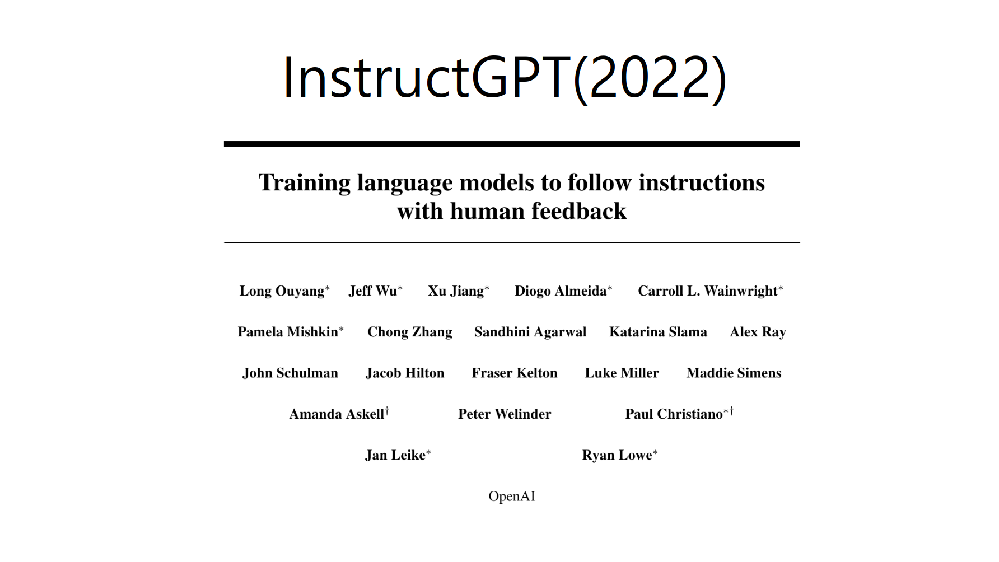 InstructGPT(2022)
Training language models to follow instructions
with human feedback
Long Ouyang* Jeff Wu* Xu Jiang* Diogo Almeida* Carroll L. Wainwright*
Pamela Mishkin* Chong Zhang Sandhini Agarwal Katarina Slama Alex Ray
John Schulman Jacob Hilton Fraser Kelton Luke Miller Maddie Simens
Amanda Askell† Peter Welinder Paul Christiano*†
Jan Leike* Ryan Lowe*
OpenAI